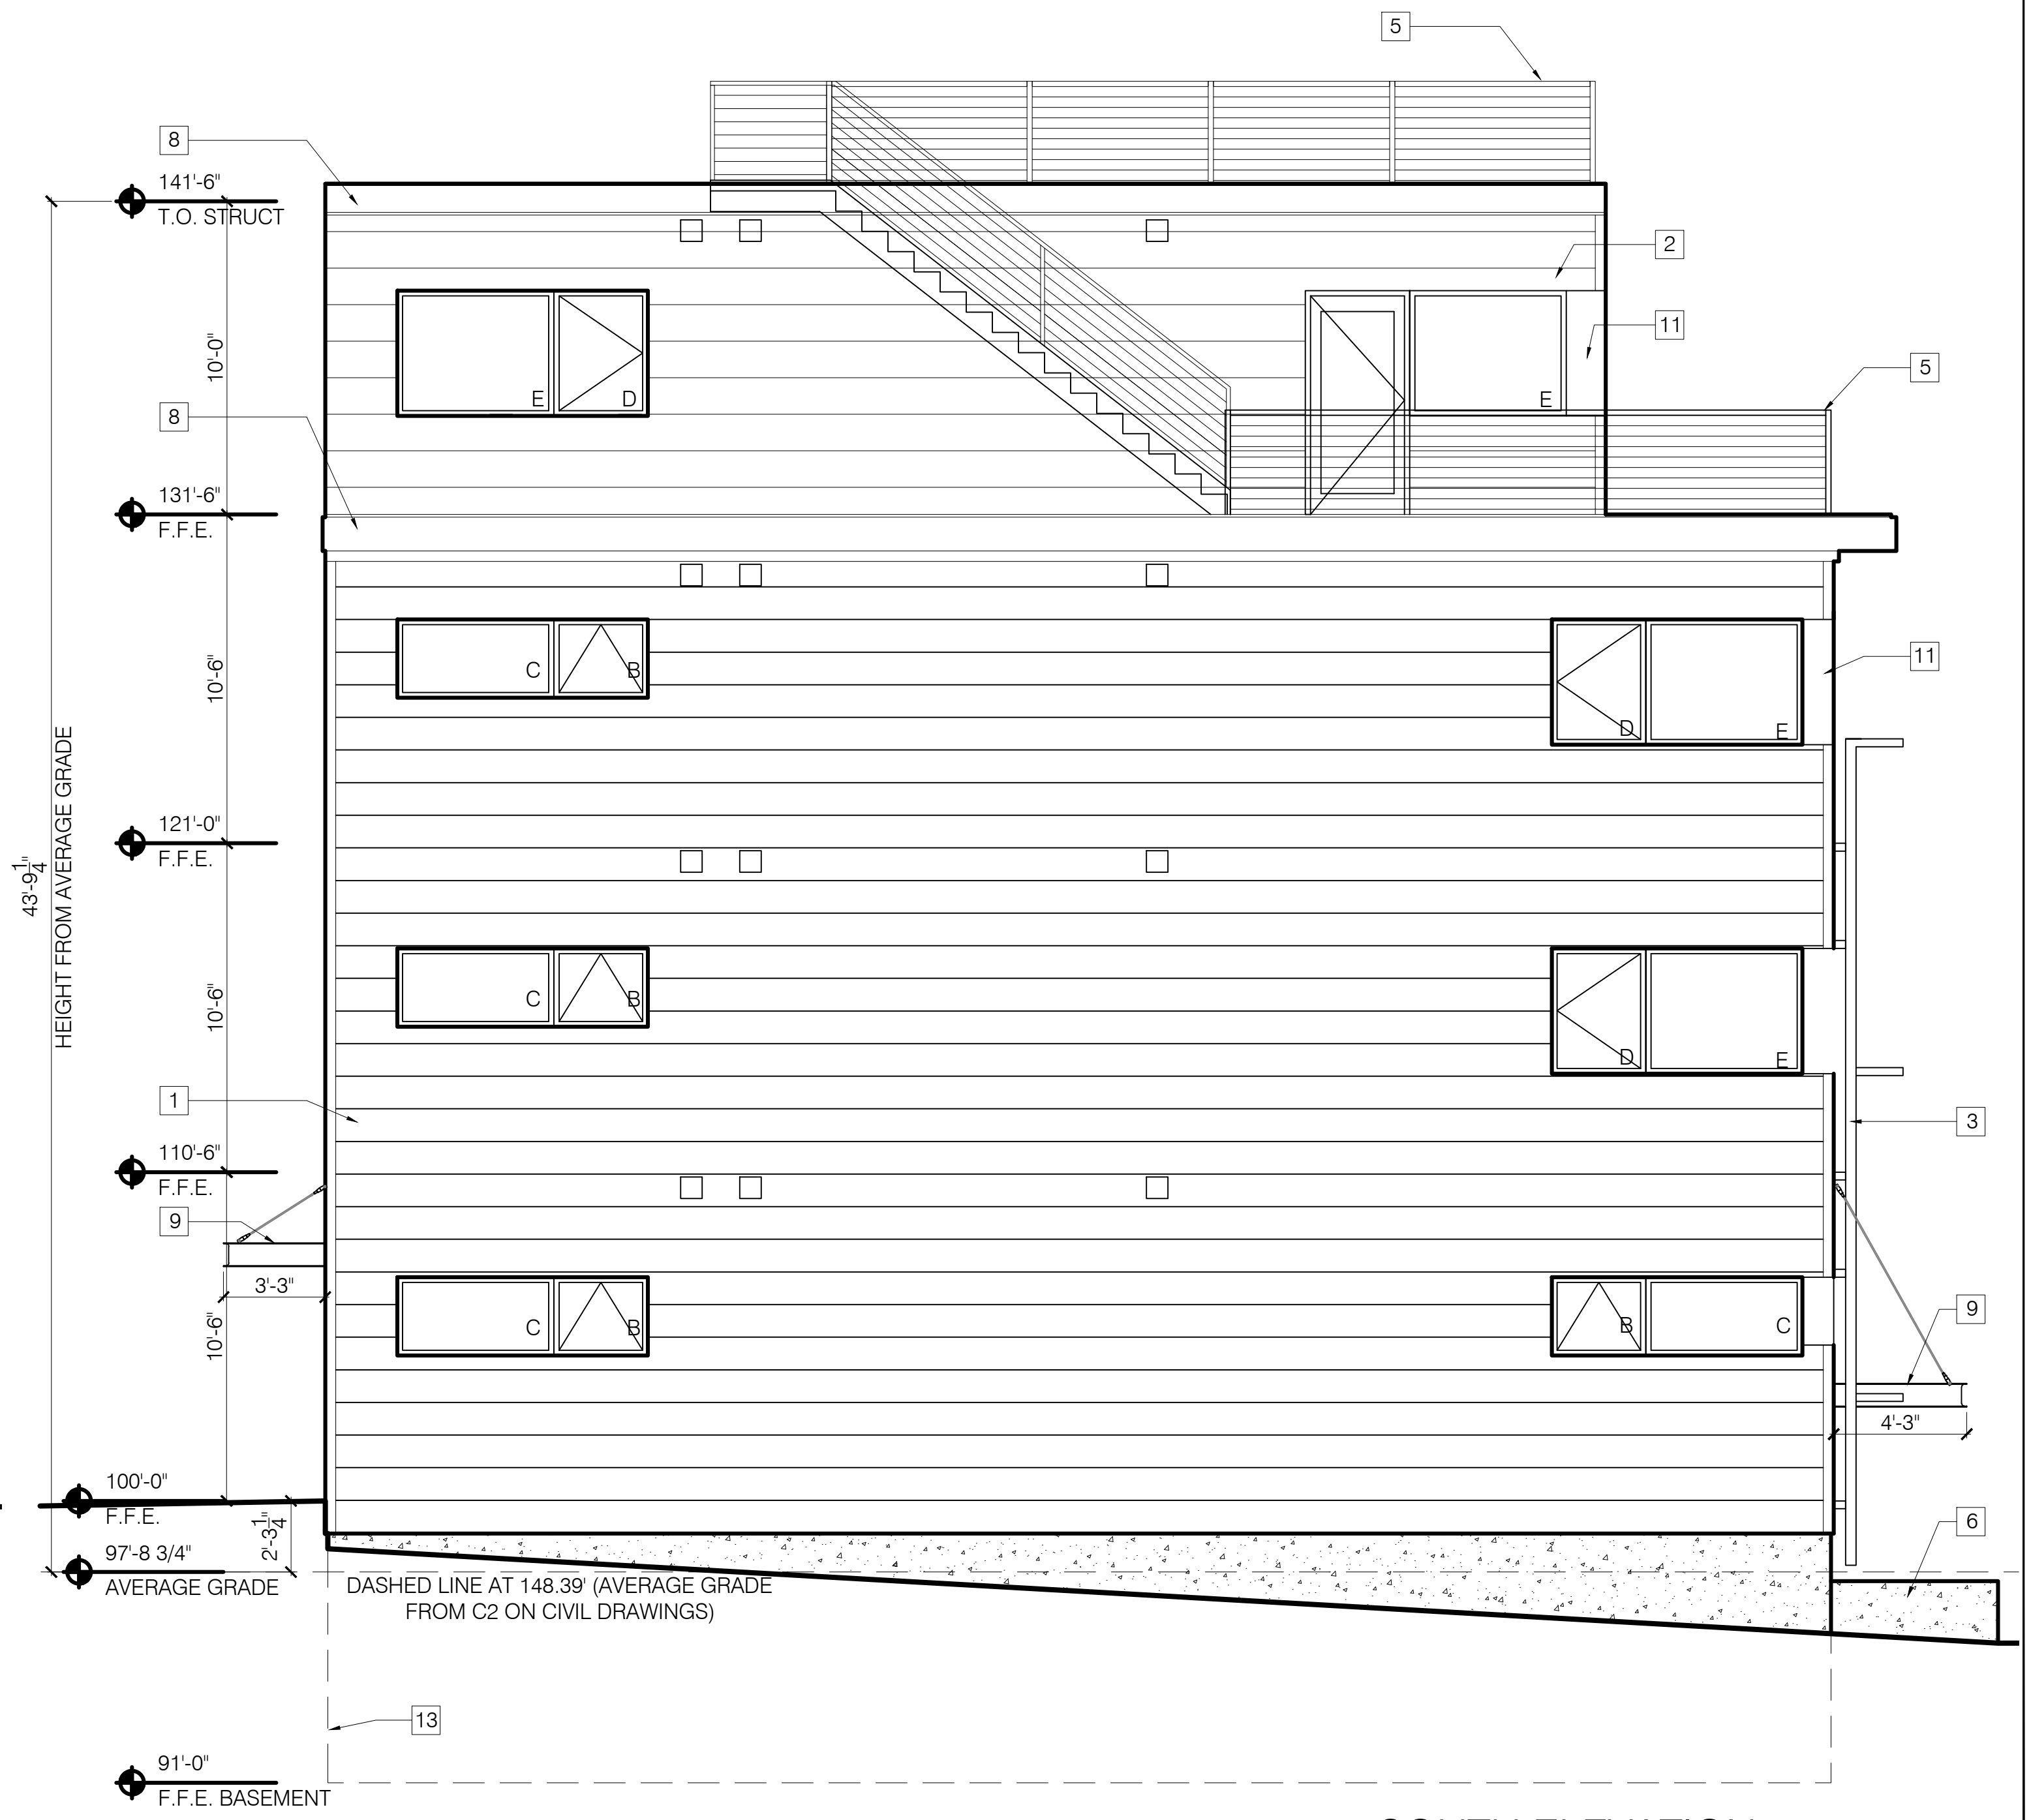 5
8
141'-6"
T.O. STRUCT
2
11
10'-0"
E
D
E
5
8
131'-6"
F.F.E.
C
B
D
E
11
10'-6"
121'-0"
F.F.E.
43'-9 1/4"
HEIGHT FROM AVERAGE GRADE
C
B
D
E
10'-6"
1
3
110'-6"
F.F.E.
9
3'-3"
C
B
B
C
9
10'-6"
4'-3"
100'-0"
F.F.E.
2'-3 1/4"
6
97'-8 3/4"
AVERAGE GRADE
DASHED LINE AT 148.39' (AVERAGE GRADE
FROM C2 ON CIVIL DRAWINGS)
13
91'-0"
F.F.E. BASEMENT